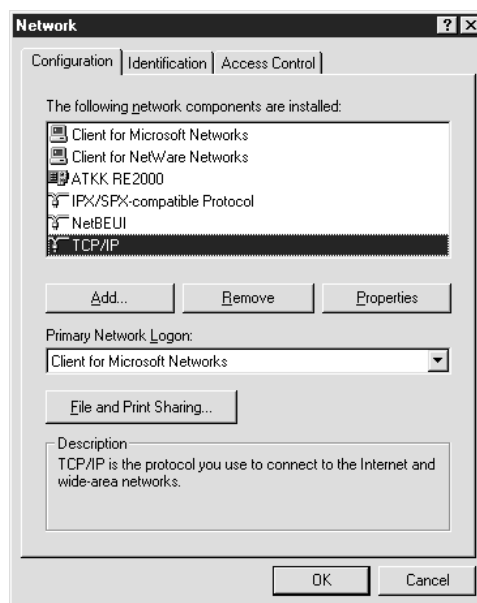 Network
Configuration Identification Access Control
The following network components are installed:
Client for Microsoft Networks
Client for NetWare Networks
ATKK RE2000
IPX/SPX-compatible Protocol
NetBEUI
TCP/IP
Add... Remove Properties
Primary Network Logon:
Client for Microsoft Networks
File and Print Sharing...
Description
TCP/IP is the protocol you use to connect to the Internet and
wide-area networks.
OK Cancel